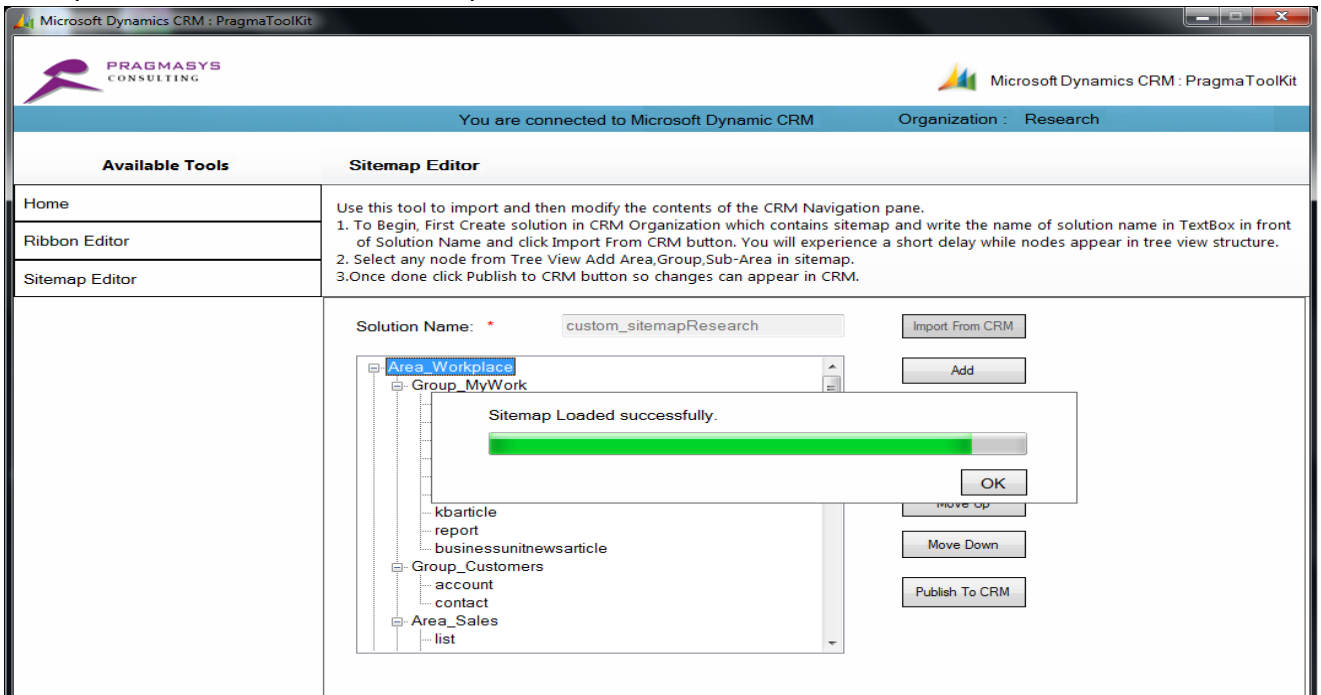 Microsoft Dynamics CRM : PragmaToolKit
PRAGMASYS
CONSULTING
Microsoft Dynamics CRM : PragmaToolKit
You are connected to Microsoft Dynamic CRM
Organization : Research
Available Tools
Sitemap Editor
Home
Ribbon Editor
Sitemap Editor
Use this tool to import and then modify the contents of the CRM Navigation pane.
1. To Begin, First Create solution in CRM Organization which contains sitemap and write the name of solution name in TextBox in front
of Solution Name and click Import From CRM button. You will experience a short delay while nodes appear in tree view structure.
2. Select any node from Tree View Add Area,Group,Sub-Area in sitemap.
3.Once done click Publish to CRM button so changes can appear in CRM.
Solution Name: *
custom_sitemapResearch
Import From CRM
Area_Workplace
Add
Group_MyWork
Sitemap Loaded successfully.
OK
Move Up
kbarticle
report
businessunitnewsarticle
Move Down
Group_Customers
account
Publish To CRM
contact
Area_Sales
list